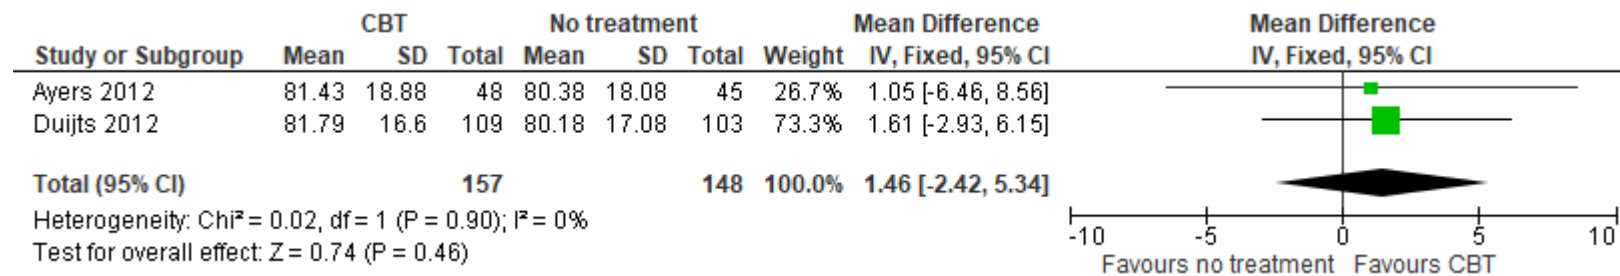 CBT No treatment Mean Difference Mean Difference
Study or Subgroup Mean SD Total Mean SD Total Weight IV, Fixed, 95% CI IV, Fixed, 95% CI
Ayers 2012 81.43 18.88 48 80.38 18.08 45 26.7% 1.05 [-6.46, 8.56]
Duijts 2012 81.79 16.6 109 80.18 17.08 103 73.3% 1.61 [-2.93, 6.15]
Total (95% CI) 157 148 100.0% 1.46 [-2.42, 5.34]
Heterogeneity: Chi² = 0.02, df = 1 (P = 0.90); I² = 0%
Test for overall effect: Z = 0.74 (P = 0.46)
-10 -5 0 5 10
Favours no treatment Favours CBT